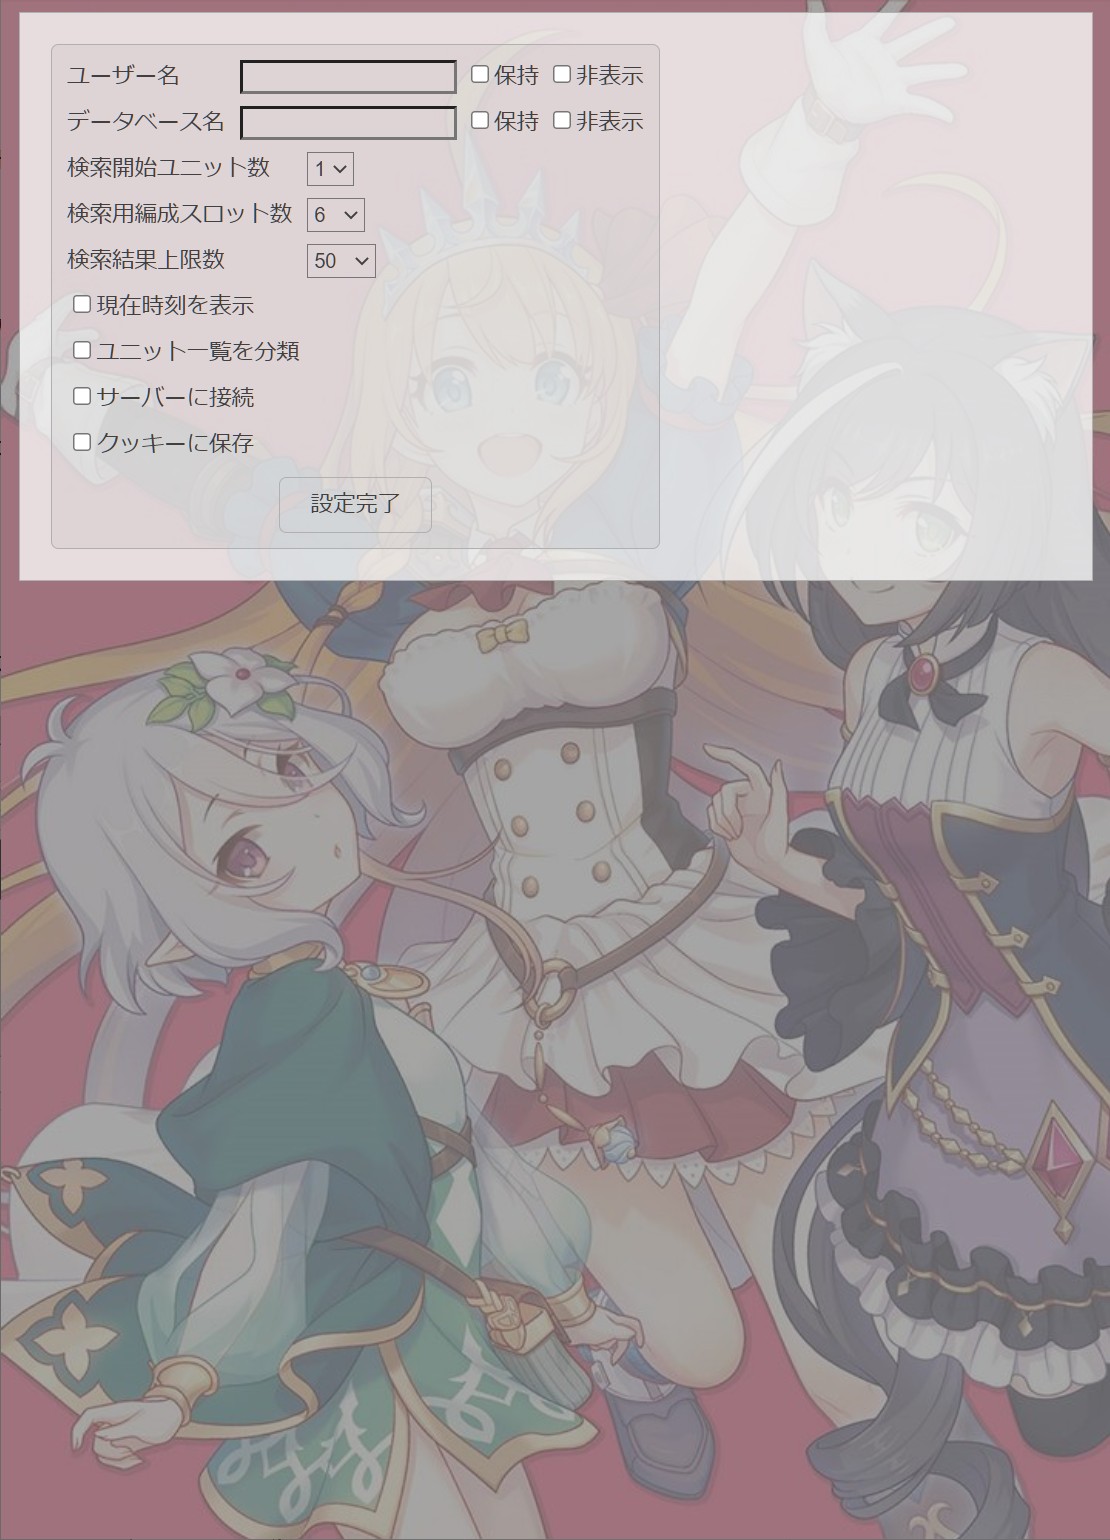 ユーザー名 保持 非表示
データベース名 保持 非表示
検索開始ユニット数 1
検索用編成スロット数 6
検索結果上限数 50
現在時刻を表示
ユニット一覧を分類
サーバーに接続
クッキーに保存
設定完了